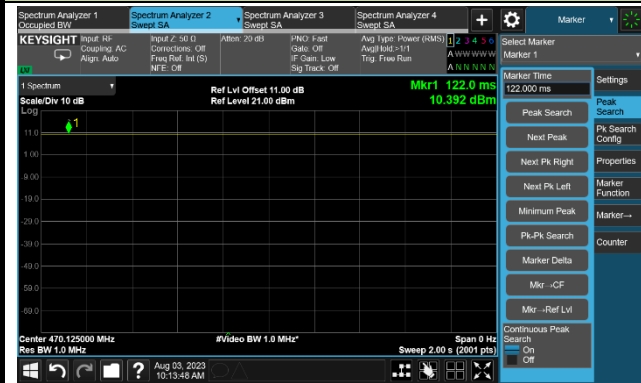 Spectrum Analyzer 1
Occupied BW
Spectrum Analyzer 2
Swept SA
Spectrum Analyzer 3
Swept SA
Spectrum Analyzer 4
Swept SA
+
Marker
KEYSIGHT
Input: RF
Coupling: AC
Align: Auto
Input Z: 50 Ω
Corrections: Off
Freq Ref: Int (S)
NFE: Off
Atten: 20 dB
PNO: Fast
Gate: Off
IF Gain: Low
Sig Track: Off
Avg Type: Power (RMS)
Avg|Hold:>1/1
Trig: Free Run
1 2 3 4 5 6
A W W W W W
A N N N N N
Select Marker
Marker 1
1 Spectrum
Scale/Div 10 dB
Log
Ref Lvl Offset 11.00 dB
Ref Level 21.00 dBm
Mkr1 122.0 ms
10.392 dBm
1
11.0
1.00
-9.00
-19.0
-29.0
-39.0
-49.0
-59.0
-69.0
Center 470.125000 MHz
Res BW 1.0 MHz
#Video BW 1.0 MHz*
Span 0 Hz
Sweep 2.00 s (2001 pts)
Marker Time
122.000 ms
Peak Search
Next Peak
Next Pk Right
Next Pk Left
Minimum Peak
Pk-Pk Search
Marker Delta
Mkr→CF
Mkr→Ref Lvl
Continuous Peak
Search
On
Off
Settings
Peak
Search
Pk Search
Config
Properties
Marker
Function
Marker→
Counter
?
Aug 03, 2023
10:13:48 AM